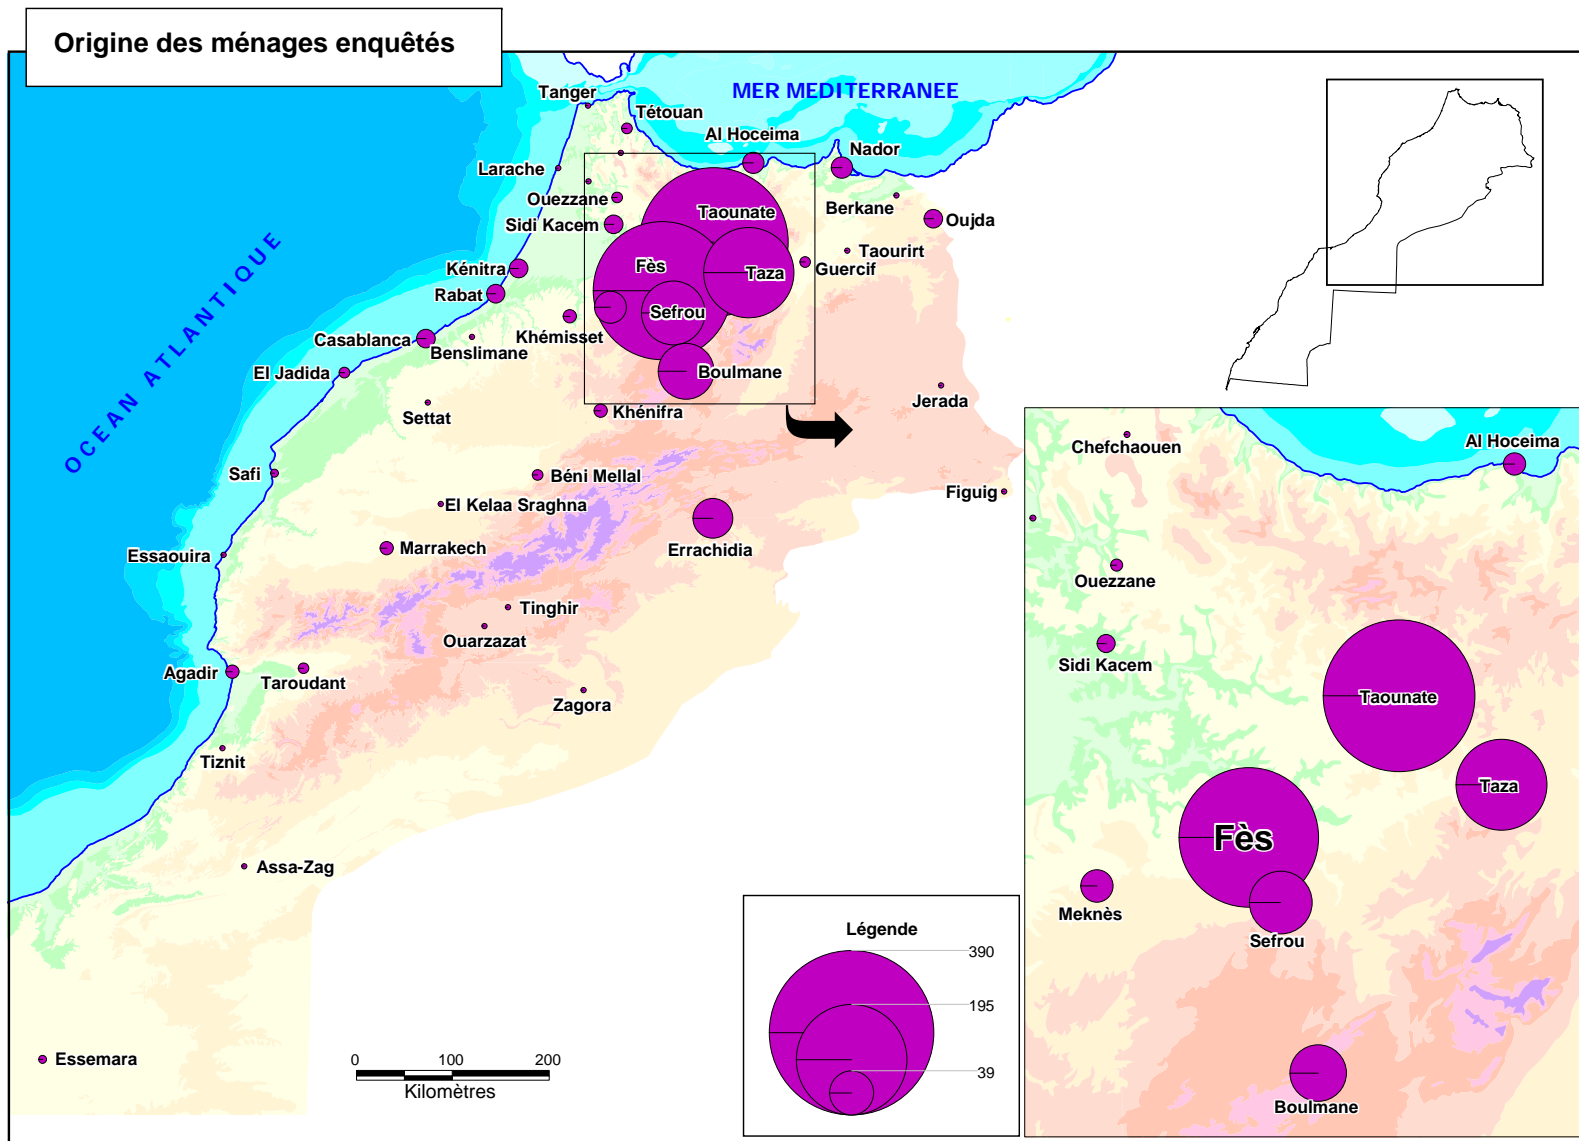 Origine des ménages enquêtés
MER MEDITERRANEE
OCEAN ATLANTIQUE
Tanger
Tétouan
Al Hoceima
Nador
Larache
Ouezzane
Taounate
Berkane
Sidi Kacem
Oujda
Taourirt
Kénitra
Fès
Taza
Guercif
Rabat
Sefrou
Casablanca
Benslimane
Khémisset
El Jadida
Boulmane
Jerada
Settat
Khénifra
Safi
Béni Mellal
Figuig
El Kelaa Sraghna
Essaouira
Marrakech
Errachidia
Tinghir
Ouarzazat
Agadir
Taroudant
Zagora
Tiznit
Assa-Zag
Essemara
0 100 200
Kilomètres
Légende
390
195
39
Chefchaouen
Al Hoceima
Ouezzane
Sidi Kacem
Taounate
Taza
Fès
Meknès
Sefrou
Boulmane